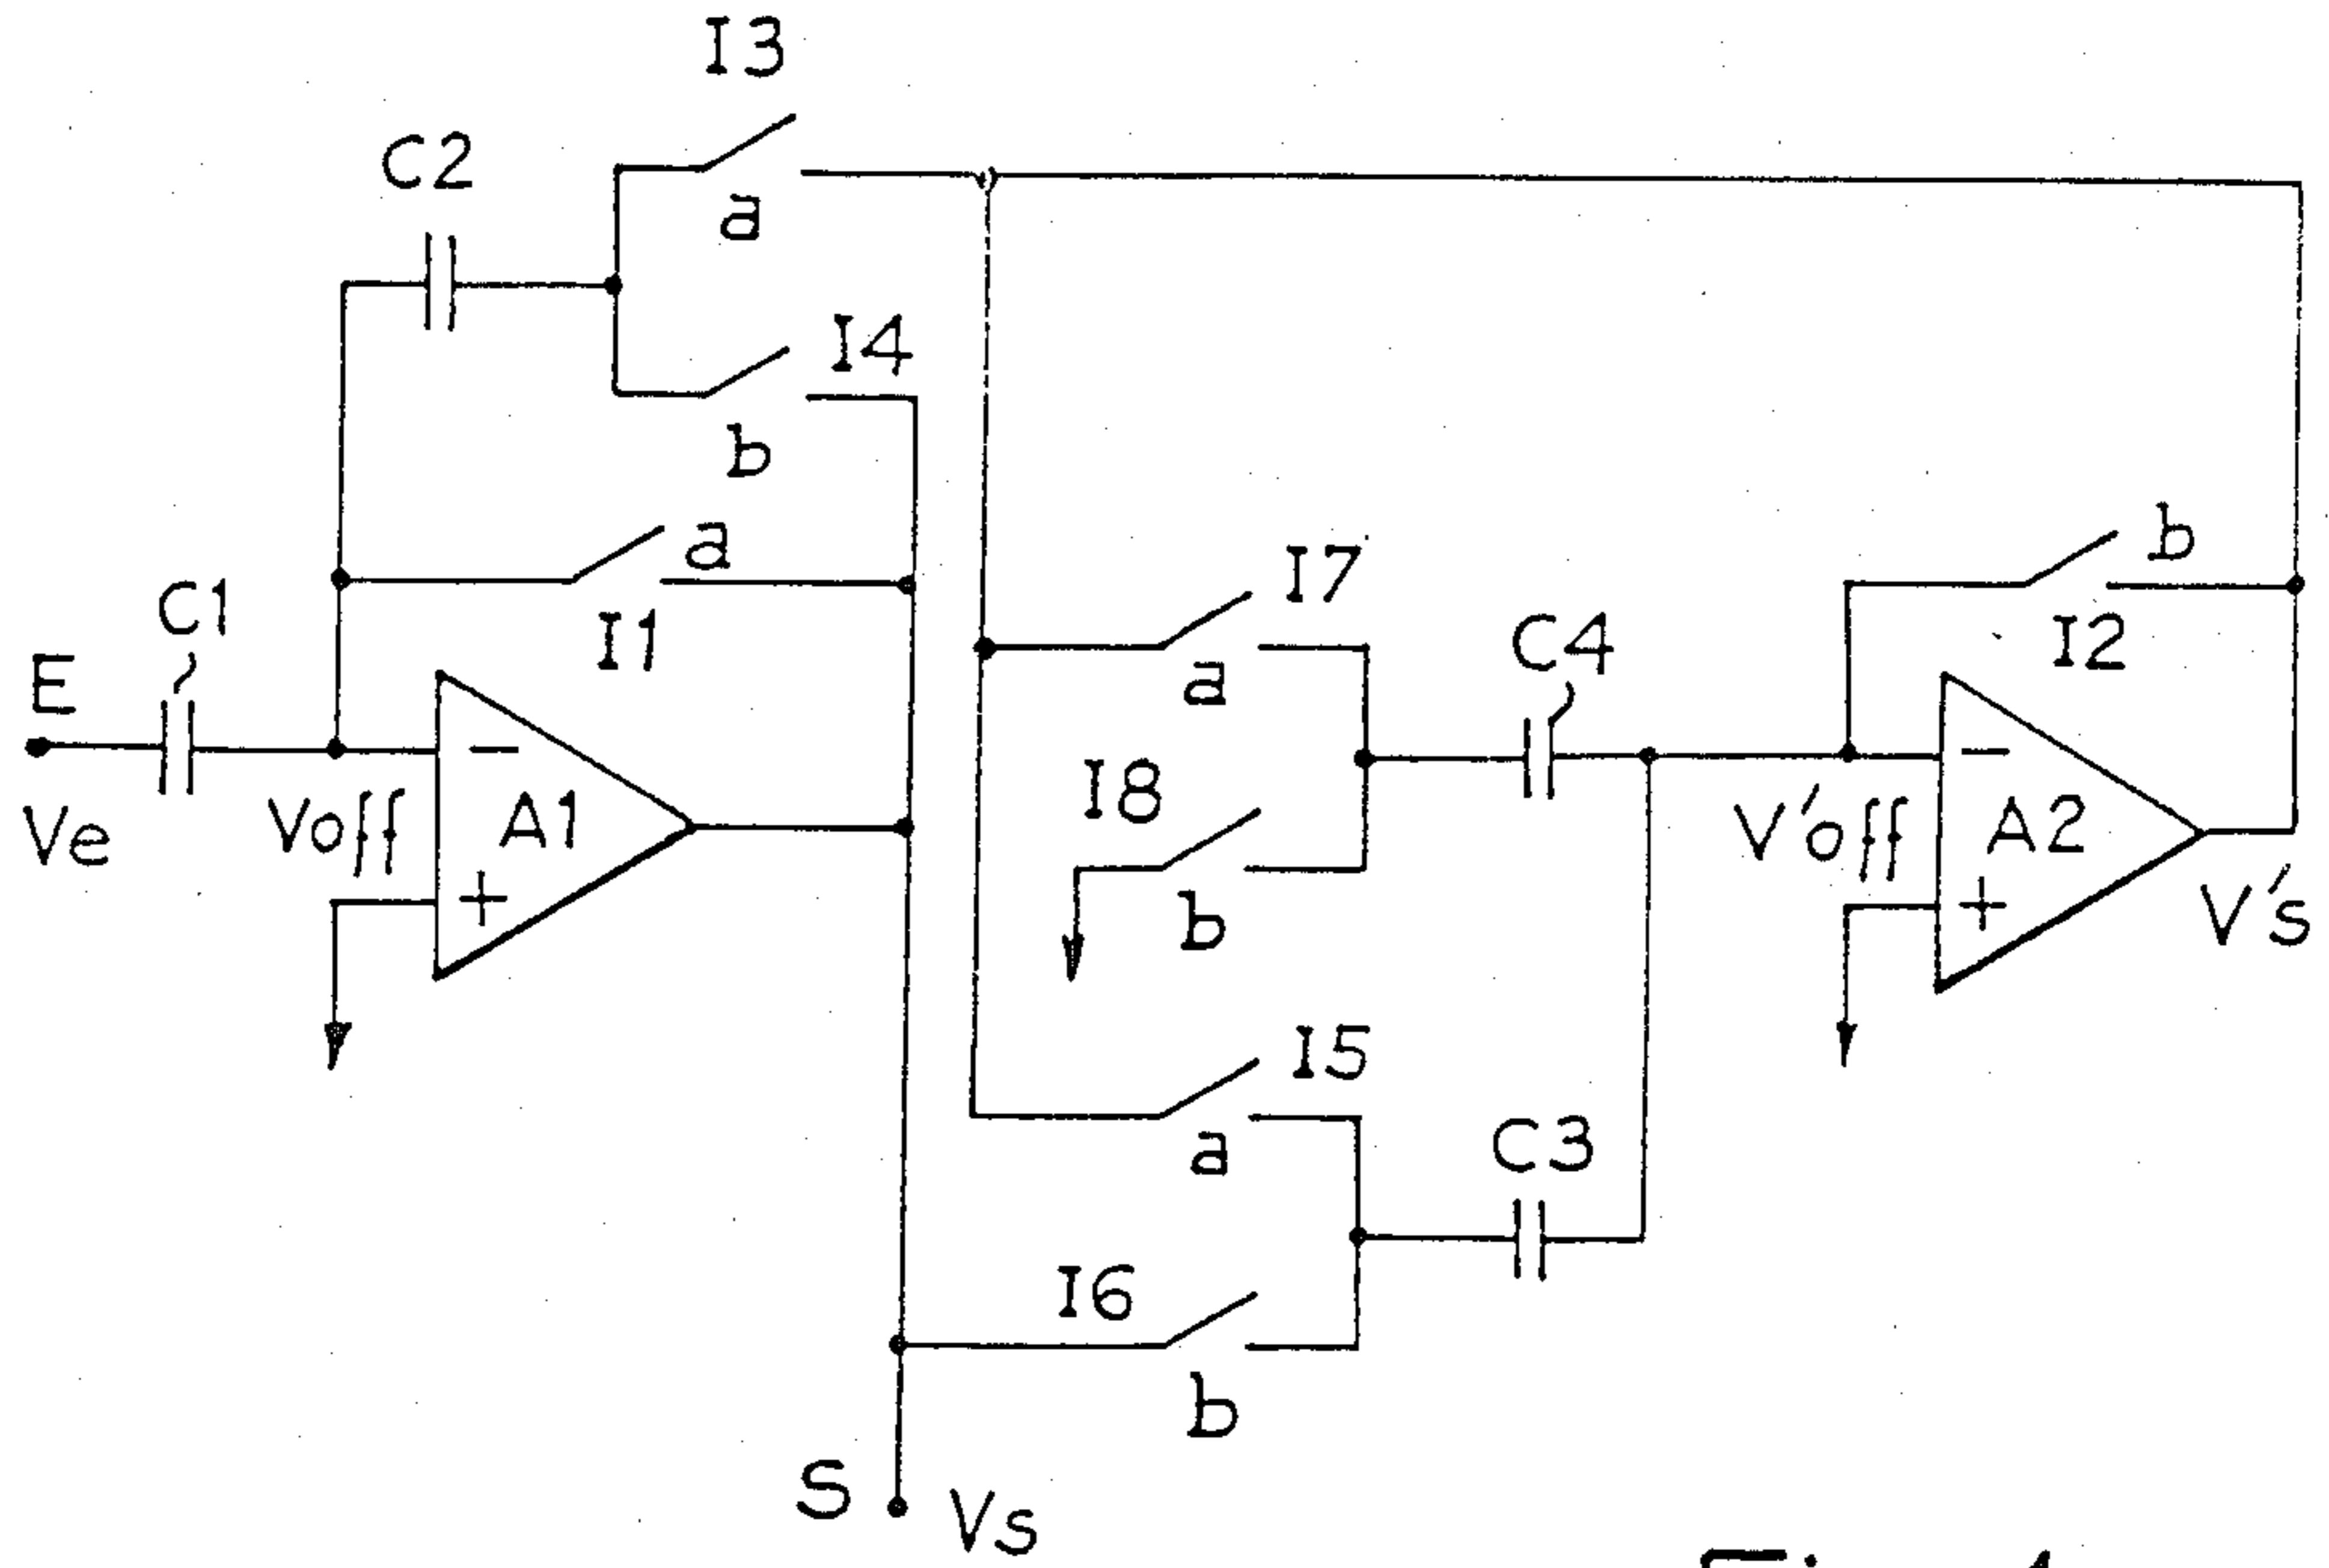 I3
C2
a
I4
b
a
I1
C1
E
Ve
Voff
A1
-
+
I7
a
C4
I8
b
b
I2
V'off
A2
-
+
V's
I5
a
C3
I6
b
S
Vs